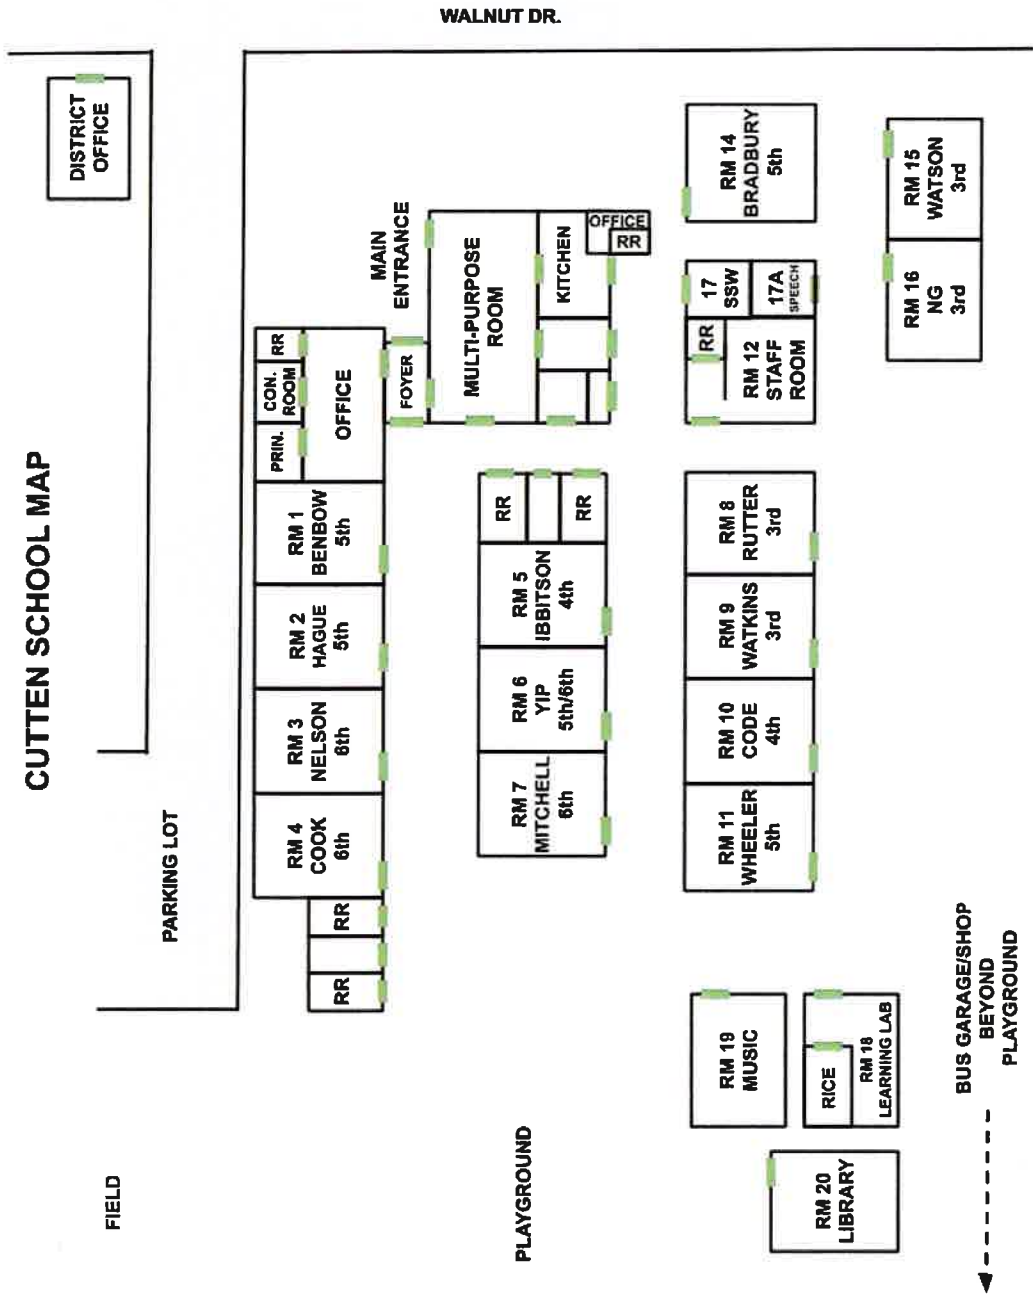 WALNUT DR.
CUTTEN SCHOOL MAP
DISTRICT
OFFICE
PARKING LOT
FIELD
PLAYGROUND
MAIN
ENTRANCE
RR
CON.
ROOM
PRIN.
OFFICE
FOYER
MULTI-PURPOSE
ROOM
KITCHEN
OFFICE
RR
RM 1
BENBOW
5th
RM 2
HAGUE
5th
RM 3
NELSON
6th
RM 4
COOK
6th
RR
RR
RR
RR
RM 5
IBBITSON
4th
RM 6
YIP
5th/6th
RM 7
MITCHELL
6th
RM 14
BRADBURY
5th
17
SSW
17A
SPEECH
RR
RM 12
STAFF
ROOM
RM 15
WATSON
3rd
RM 16
NG
3rd
RM 8
RUTTER
3rd
RM 9
WATKINS
3rd
RM 10
CODE
4th
RM 11
WHEELER
5th
RM 19
MUSIC
RICE
RM 18
LEARNING LAB
RM 20
LIBRARY
BUS GARAGE/SHOP
BEYOND
PLAYGROUND